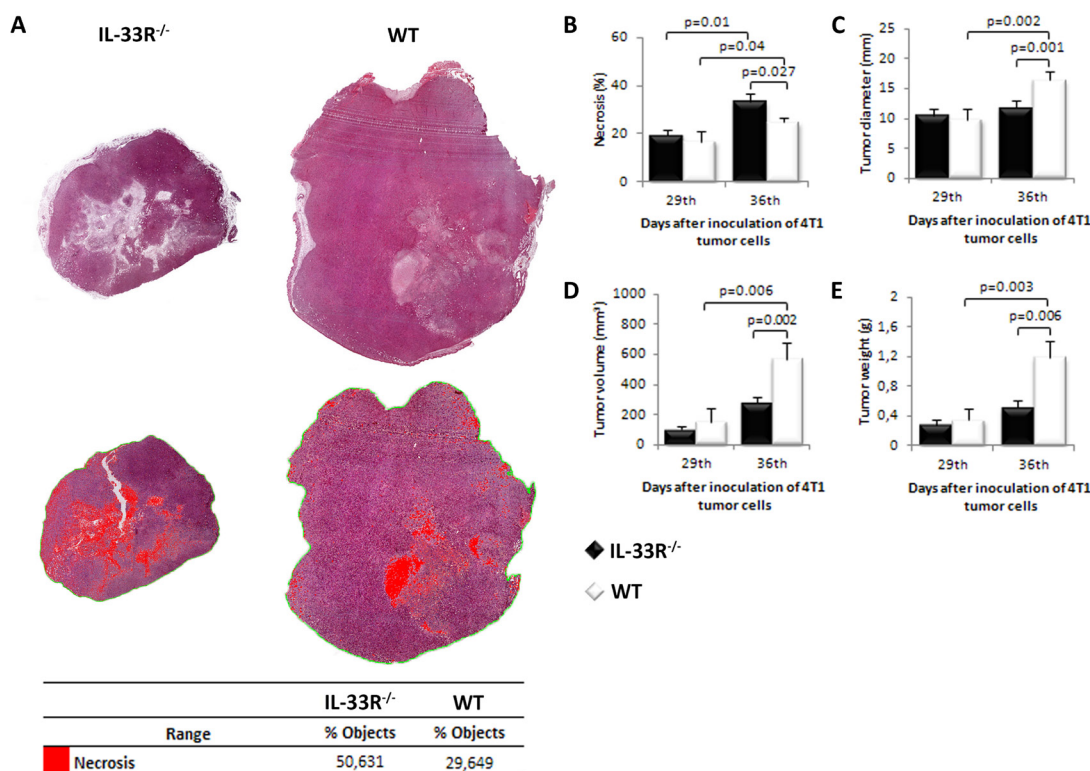 A
IL-33R-/-
WT
IL-33R-/- WT
Range % Objects % Objects
Necrosis 50,631 29,649
B
p=0.01
p=0.04
p=0.027
Necrosis (%)
60
40
20
0
29th 36th
Days after inoculation of 4T1
tumor cells
C
p=0.002
p=0.001
Tumor diameter (mm)
25
20
15
10
5
0
29th 36th
Days after inoculation of 4T1
tumor cells
D
p=0.006
p=0.002
Tumor volume (mm³)
1000
800
600
400
200
0
29th 36th
Days after inoculation of 4T1
tumor cells
E
p=0.003
p=0.006
Tumor weight (g)
2
1,6
1,2
0,8
0,4
0
29th 36th
Days after inoculation of 4T1
tumor cells
IL-33R-/-
WT